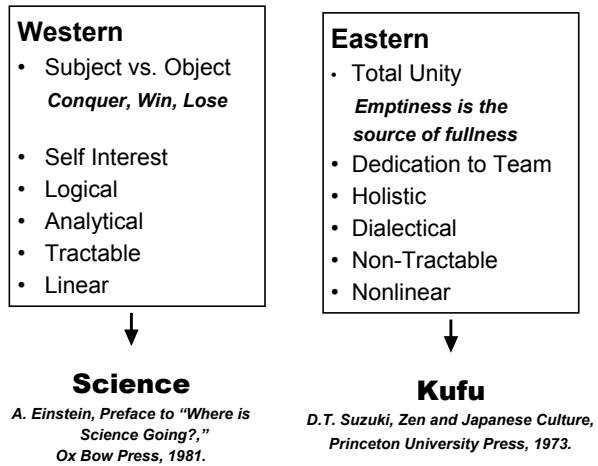 Western
• Subject vs. Object
Conquer, Win, Lose
• Self Interest
• Logical
• Analytical
• Tractable
• Linear
Science
A. Einstein, Preface to “Where is
Science Going?,”
Ox Bow Press, 1981.
Eastern
• Total Unity
Emptiness is the
source of fullness
• Dedication to Team
• Holistic
• Dialectical
• Non-Tractable
• Nonlinear
Kufu
D.T. Suzuki, Zen and Japanese Culture,
Princeton University Press, 1973.